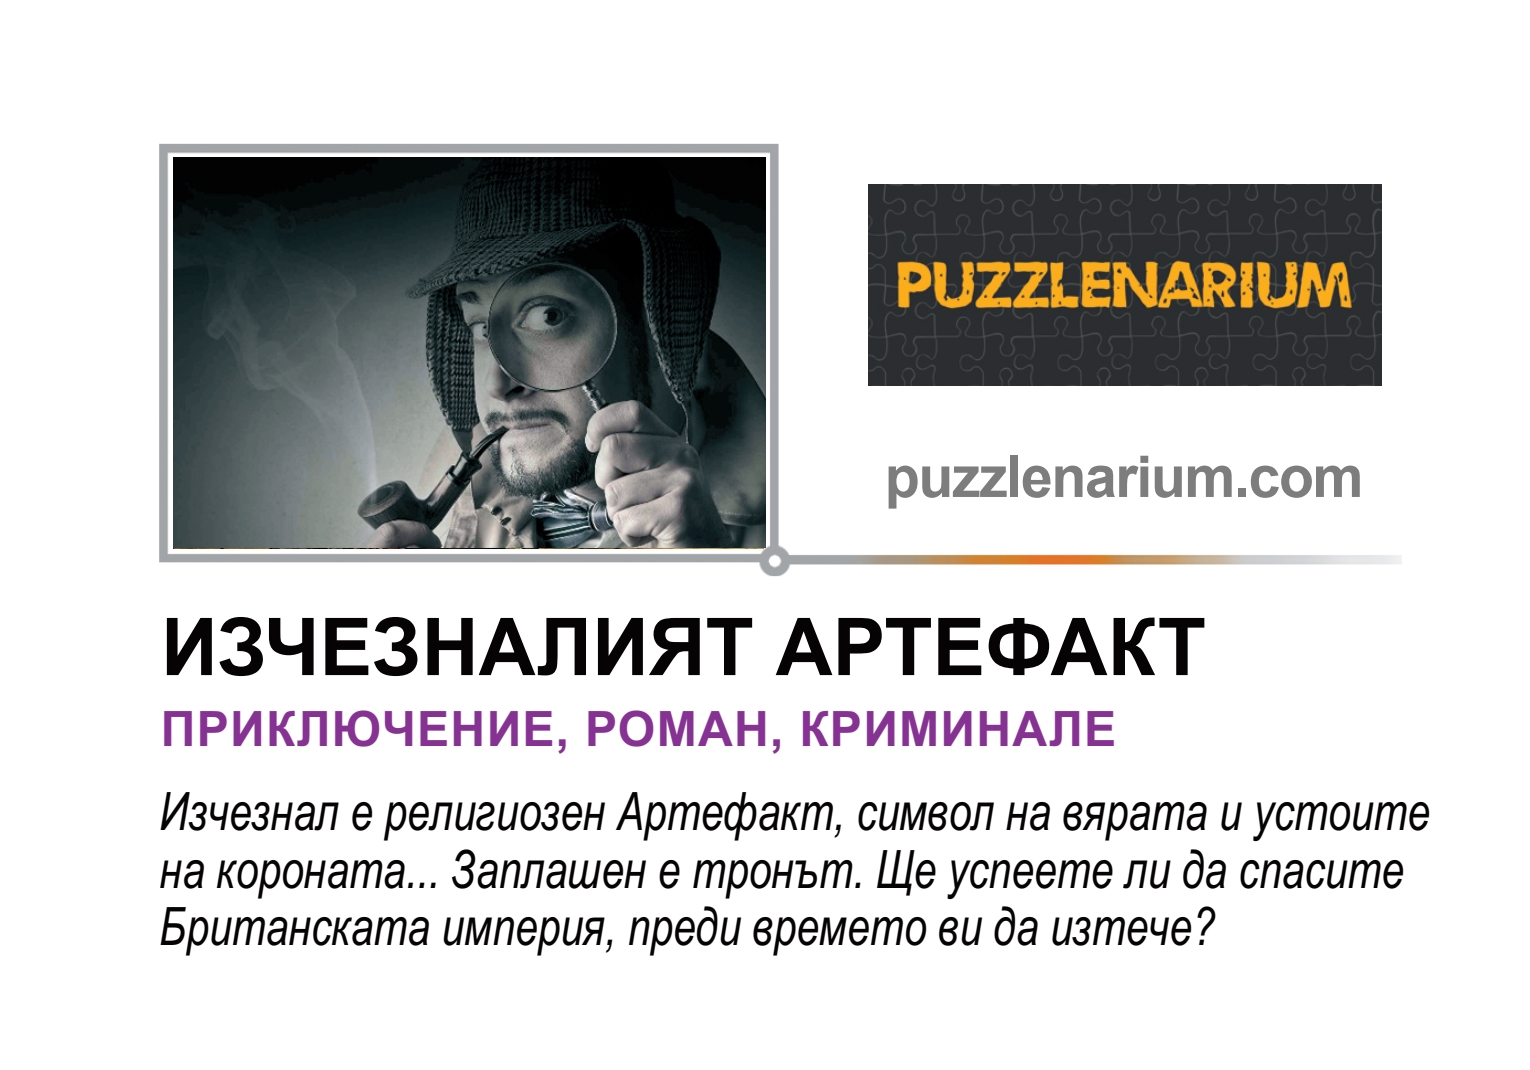 PUZZLENARIUM
puzzlenarium.com
ИЗЧЕЗНАЛИЯТ АРТЕФАКТ
ПРИКЛЮЧЕНИЕ, РОМАН, КРИМИНАЛЕ
Изчезнал е религиозен Артефакт, символ на вярата и устоите
на короната... Заплашен е тронът. Ще успеете ли да спасите
Британската империя, преди времето ви да изтече?